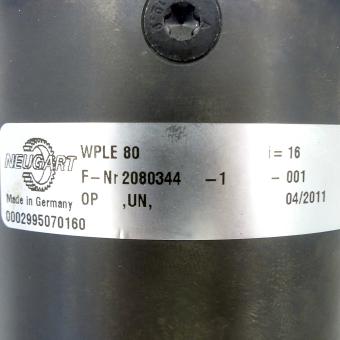 NEUGART
WPLE 80 i = 16
F-Nr 2080344 -1 - 001
Made in Germany OP ,UN, 04/2011
0002995070160